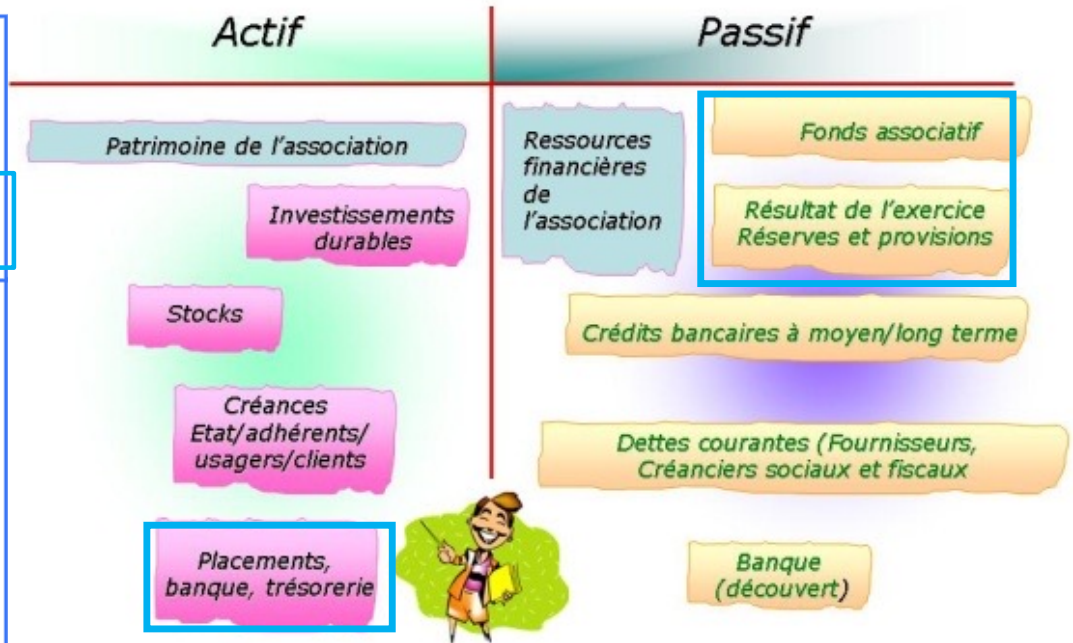 Actif
Passif
Patrimoine de l'association
Investissements
durables
Stocks
Créances
Etat/adhérents/
usagers/clients
Placements,
banque, trésorerie
Ressources
financières
de
l'association
Fonds associatif
Résultat de l'exercice
Réserves et provisions
Crédits bancaires à moyen/long terme
Dettes courantes (Fournisseurs,
Créanciers sociaux et fiscaux
Banque
(découvert)